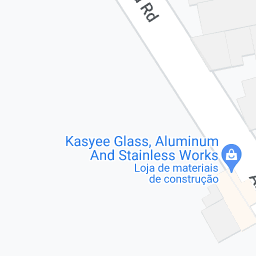 Rd
Kasyee Glass, Aluminum
And Stainless Works
Loja de materiais
de construção